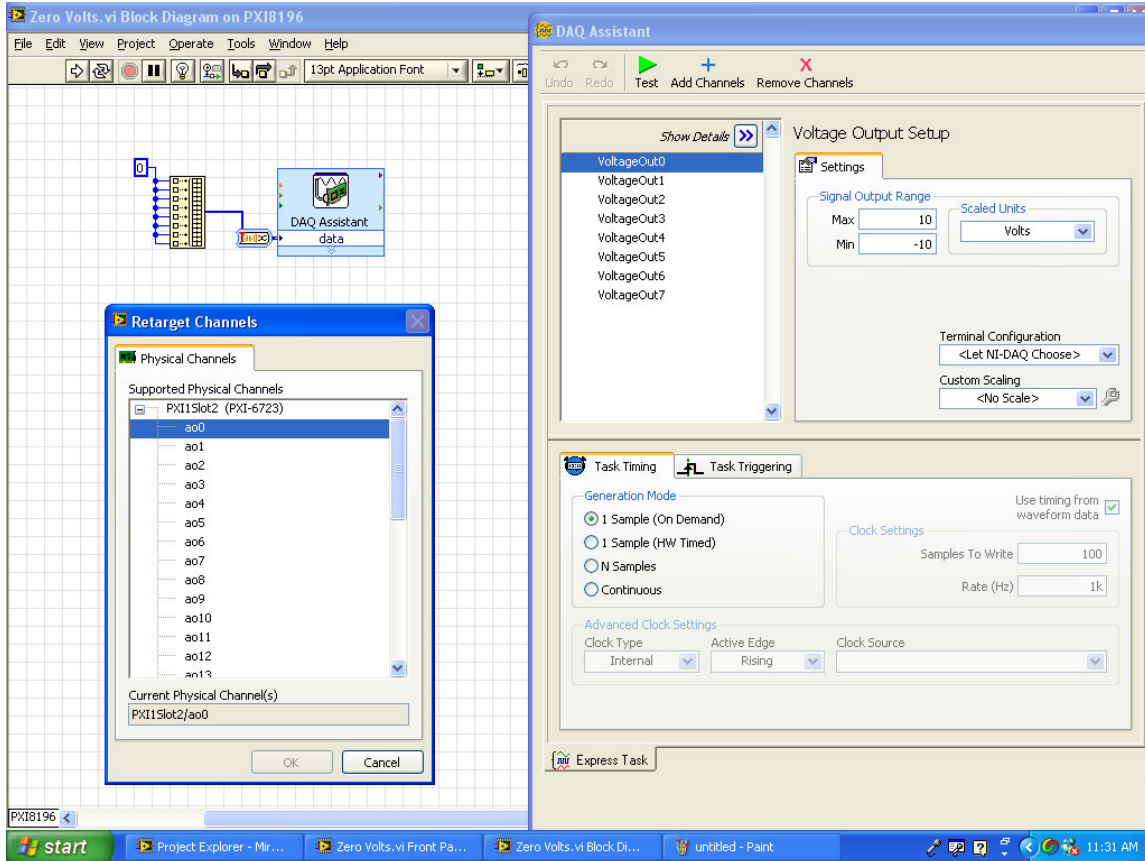 Zero Volts.vi Block Diagram on PXI8196
File Edit View Project Operate Tools Window Help
13pt Application Font
0
DAQ Assistant
data
Retarget Channels
Physical Channels
Supported Physical Channels
PXI1Slot2 (PXI-6723)
ao0
ao1
ao2
ao3
ao4
ao5
ao6
ao7
ao8
ao9
ao10
ao11
ao12
ao13
Current Physical Channel(s)
PXI1Slot2/ao0
OK Cancel
PXI8196
DAQ Assistant
Undo Redo Test Add Channels Remove Channels
Show Details
VoltageOut0
VoltageOut1
VoltageOut2
VoltageOut3
VoltageOut4
VoltageOut5
VoltageOut6
VoltageOut7
Voltage Output Setup
Settings
Signal Output Range
Max 10
Min -10
Scaled Units
Volts
Terminal Configuration
<Let NI-DAQ Choose>
Custom Scaling
<No Scale>
Task Timing Task Triggering
Generation Mode
1 Sample (On Demand)
1 Sample (HW Timed)
N Samples
Continuous
Use timing from
waveform data
Clock Settings
Samples To Write 100
Rate (Hz) 1k
Advanced Clock Settings
Clock Type Active Edge Clock Source
Internal Rising
Express Task
start Project Explorer - Mir... Zero Volts.vi Front Pa... Zero Volts.vi Block Di... untitled - Paint 11:31 AM